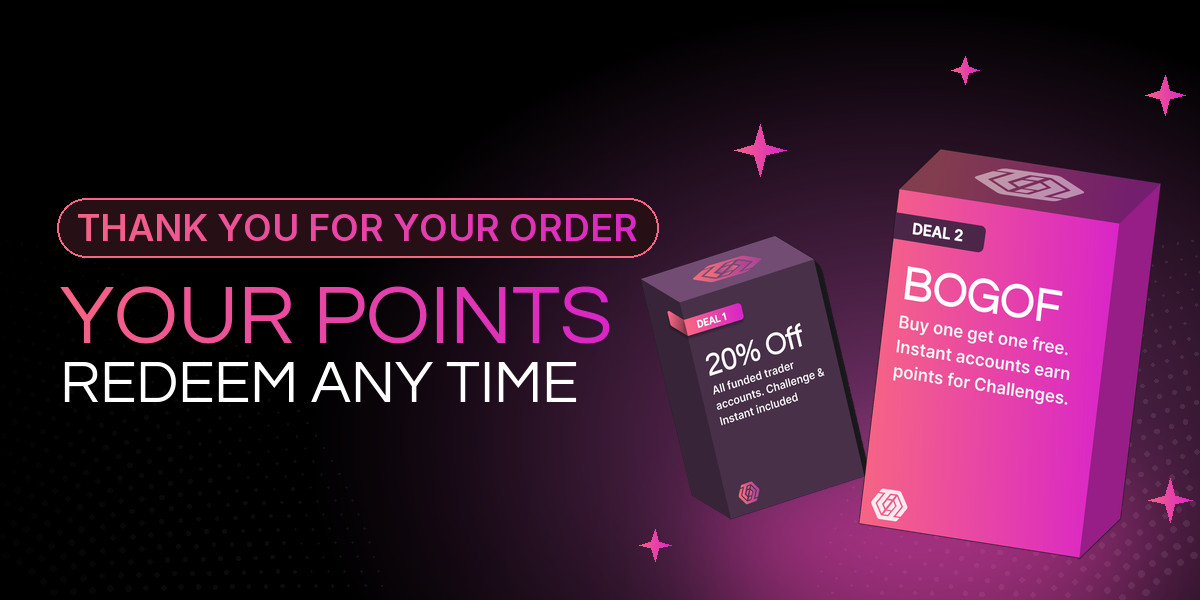 THANK YOU FOR YOUR ORDER
YOUR POINTS
REDEEM ANY TIME
DEAL 1
20% Off
All funded trader
accounts. Challenge &
Instant included
DEAL 2
BOGOF
Buy one get one free.
Instant accounts earn
points for Challenges.